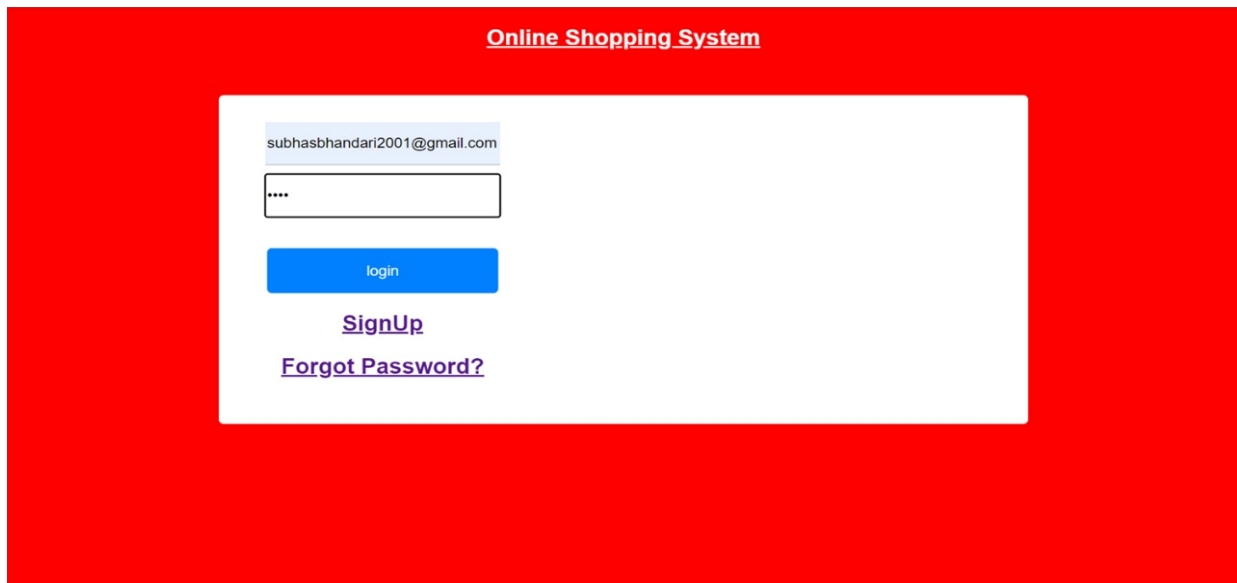 Online Shopping System
subhasbhandari2001@gmail.com
••••
login
SignUp
Forgot Password?